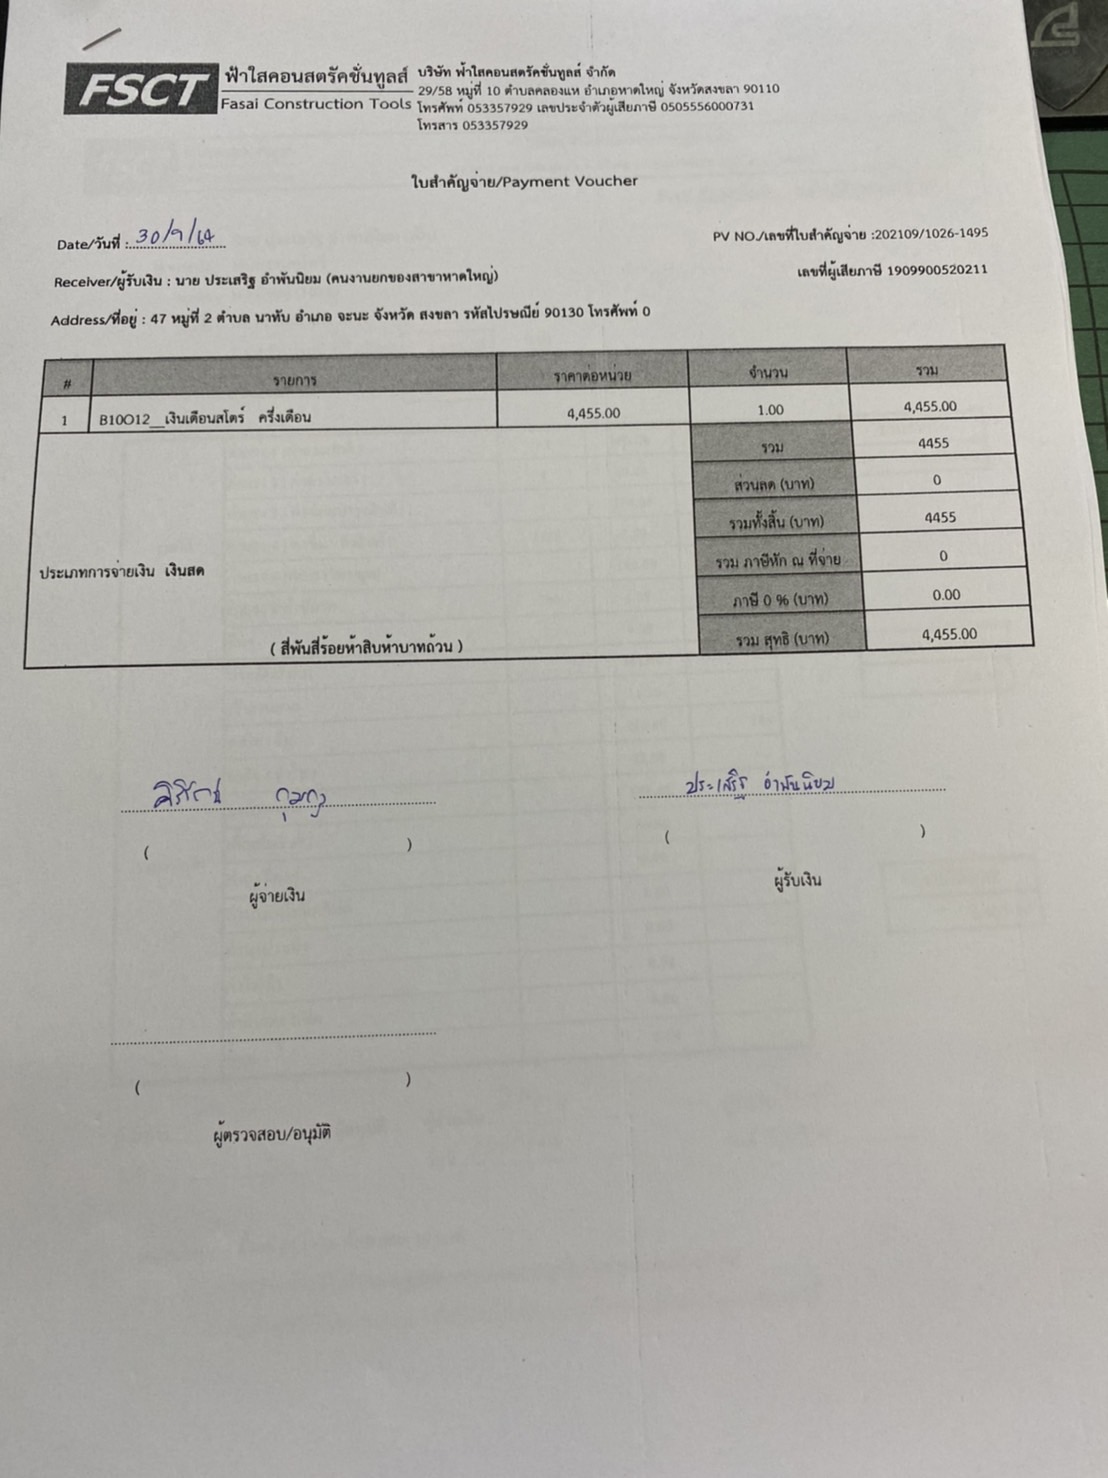 FSCT
ฟ้าใสคอนสตรัคชั่นทูลส์
Fasai Construction Tools
บริษัท ฟ้าใสคอนสตรัคชั่นทูลส์ จำกัด
29/58 หมู่ที่ 10 ตำบลคลองแห อำเภอหาดใหญ่ จังหวัดสงขลา 90110
โทรศัพท์ 053357929 เลขประจำตัวผู้เสียภาษี 0505556000731
โทรสาร 053357929
ใบสำคัญจ่าย/Payment Voucher
Date/วันที่ : 30/9/64
PV NO./เลขที่ใบสำคัญจ่าย :202109/1026-1495
Receiver/ผู้รับเงิน : นาย ประเสริฐ อำพันนิยม (คนงานยกของสาขาหาดใหญ่)
เลขที่ผู้เสียภาษี 1909900520211
Address/ที่อยู่ : 47 หมู่ที่ 2 ตำบล นาทับ อำเภอ จะนะ จังหวัด สงขลา รหัสไปรษณีย์ 90130 โทรศัพท์ 0
# รายการ ราคาต่อหน่วย จำนวน รวม
1 B10O12__เงินเดือนสโตร์ ครึ่งเดือน 4,455.00 1.00 4,455.00
รวม 4455
ส่วนลด (บาท) 0
รวมทั้งสิ้น (บาท) 4455
รวม ภาษีหัก ณ ที่จ่าย 0
ประเภทการจ่ายเงิน เงินสด
ภาษี 0 % (บาท) 0.00
( สี่พันสี่ร้อยห้าสิบห้าบาทถ้วน )
รวม สุทธิ (บาท) 4,455.00
ประเสริฐ อำพันนิยม
( )
( )
ผู้จ่ายเงิน
ผู้รับเงิน
( )
ผู้ตรวจสอบ/อนุมัติ